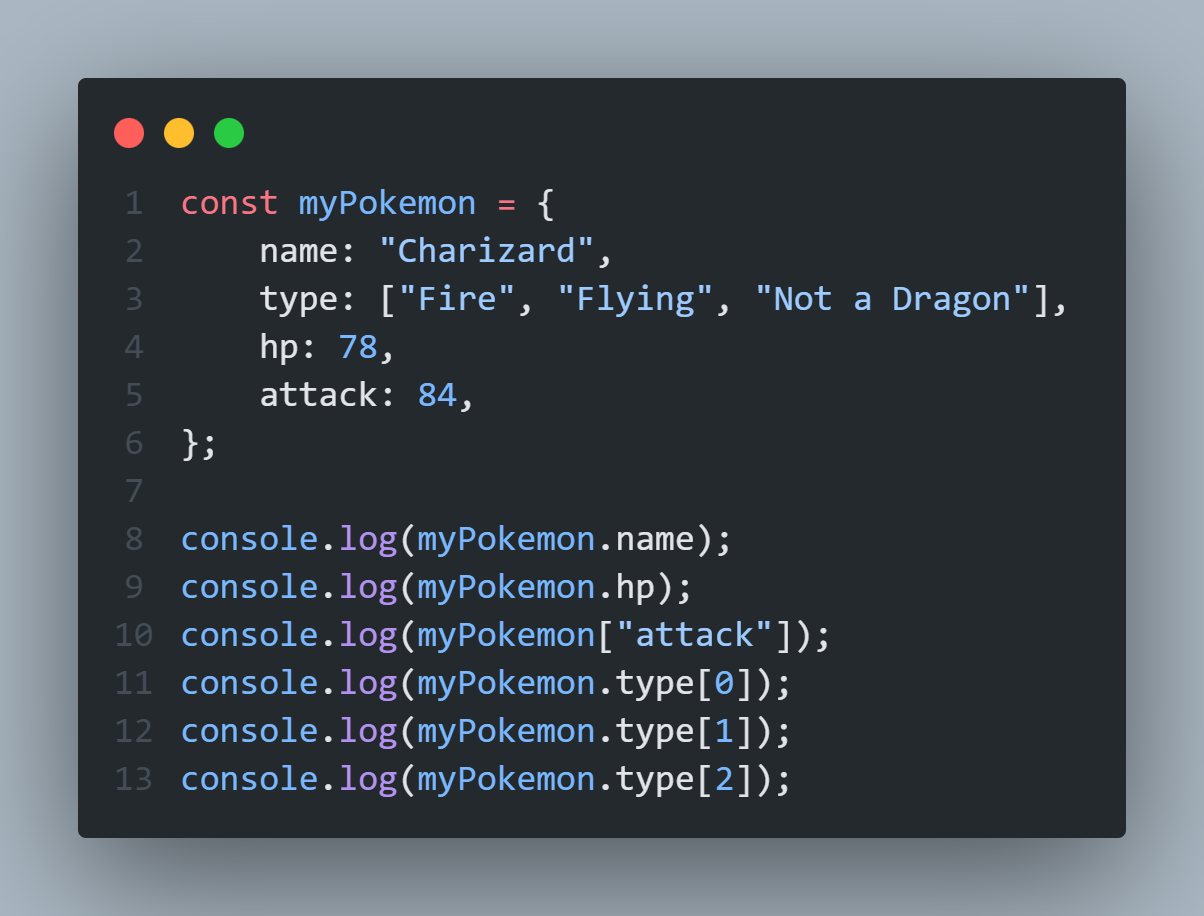 1 const myPokemon = {
2     name: "Charizard",
3     type: ["Fire", "Flying", "Not a Dragon"],
4     hp: 78,
5     attack: 84,
6 };
7
8 console.log(myPokemon.name);
9 console.log(myPokemon.hp);
10 console.log(myPokemon["attack"]);
11 console.log(myPokemon.type[0]);
12 console.log(myPokemon.type[1]);
13 console.log(myPokemon.type[2]);